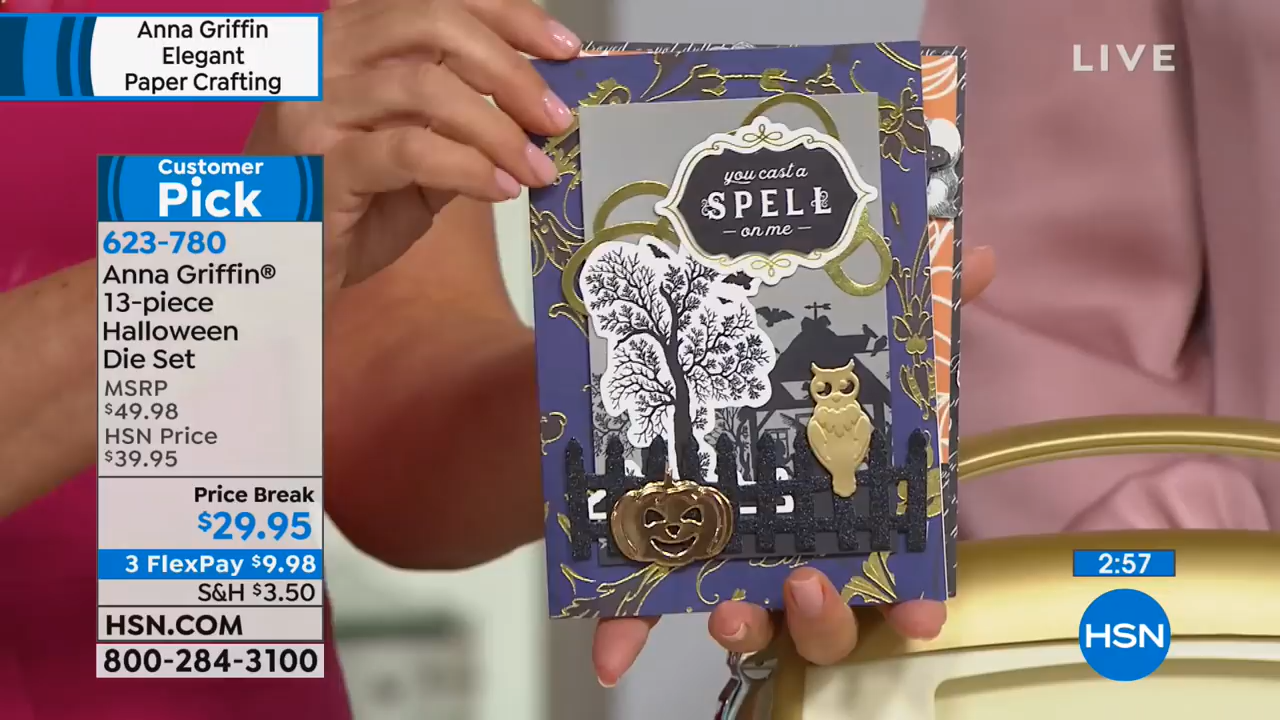 Anna Griffin
Elegant
Paper Crafting
LIVE
Customer
Pick
623-780
Anna Griffin®
13-piece
Halloween
Die Set
MSRP
$49.98
HSN Price
$39.95
Price Break
$29.95
3 FlexPay $9.98
S&H $3.50
HSN.COM
800-284-3100
you cast a
SPELL
on me
2:57
HSN